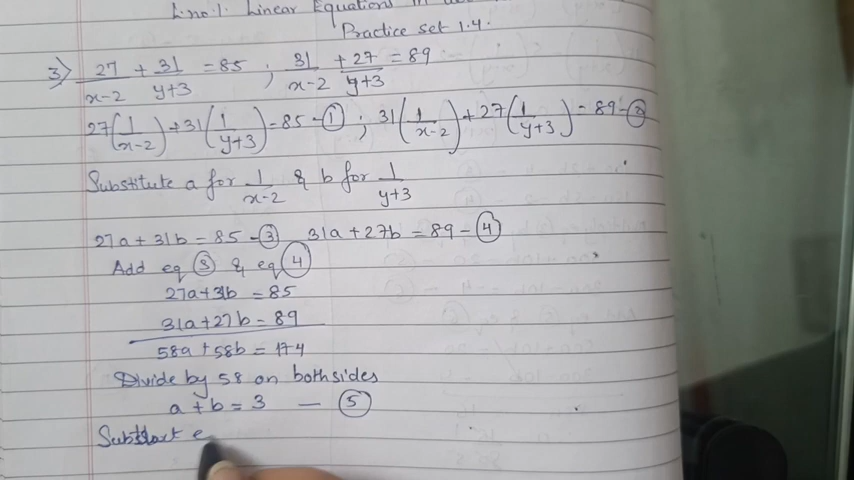 L no.1. Linear Equations in
Practice set 1.4.
3) 27/x-2 + 31/y+3 = 85 ; 31/x-2 + 27/y+3 = 89
27(1/x-2) + 31(1/y+3) = 85 - ① ; 31(1/x-2) + 27(1/y+3) = 89 - ②
Substitute a for 1/x-2 & b for 1/y+3
27a + 31b = 85 - ③ 31a + 27b = 89 - ④
Add eq ③ & eq ④
27a+31b = 85
31a+27b = 89
58a + 58b = 174
Divide by 58 on both sides
a + b = 3 — ⑤
Subtract e